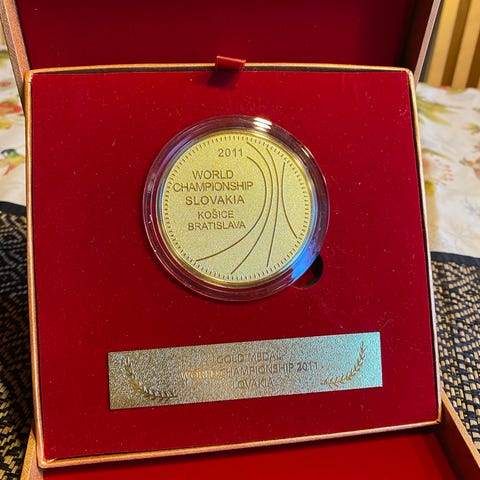 2011
WORLD
CHAMPIONSHIP
SLOVAKIA
KOŠICE
BRATISLAVA
GOLD MEDAL
WORLD CHAMPIONSHIP 2011
SLOVAKIA